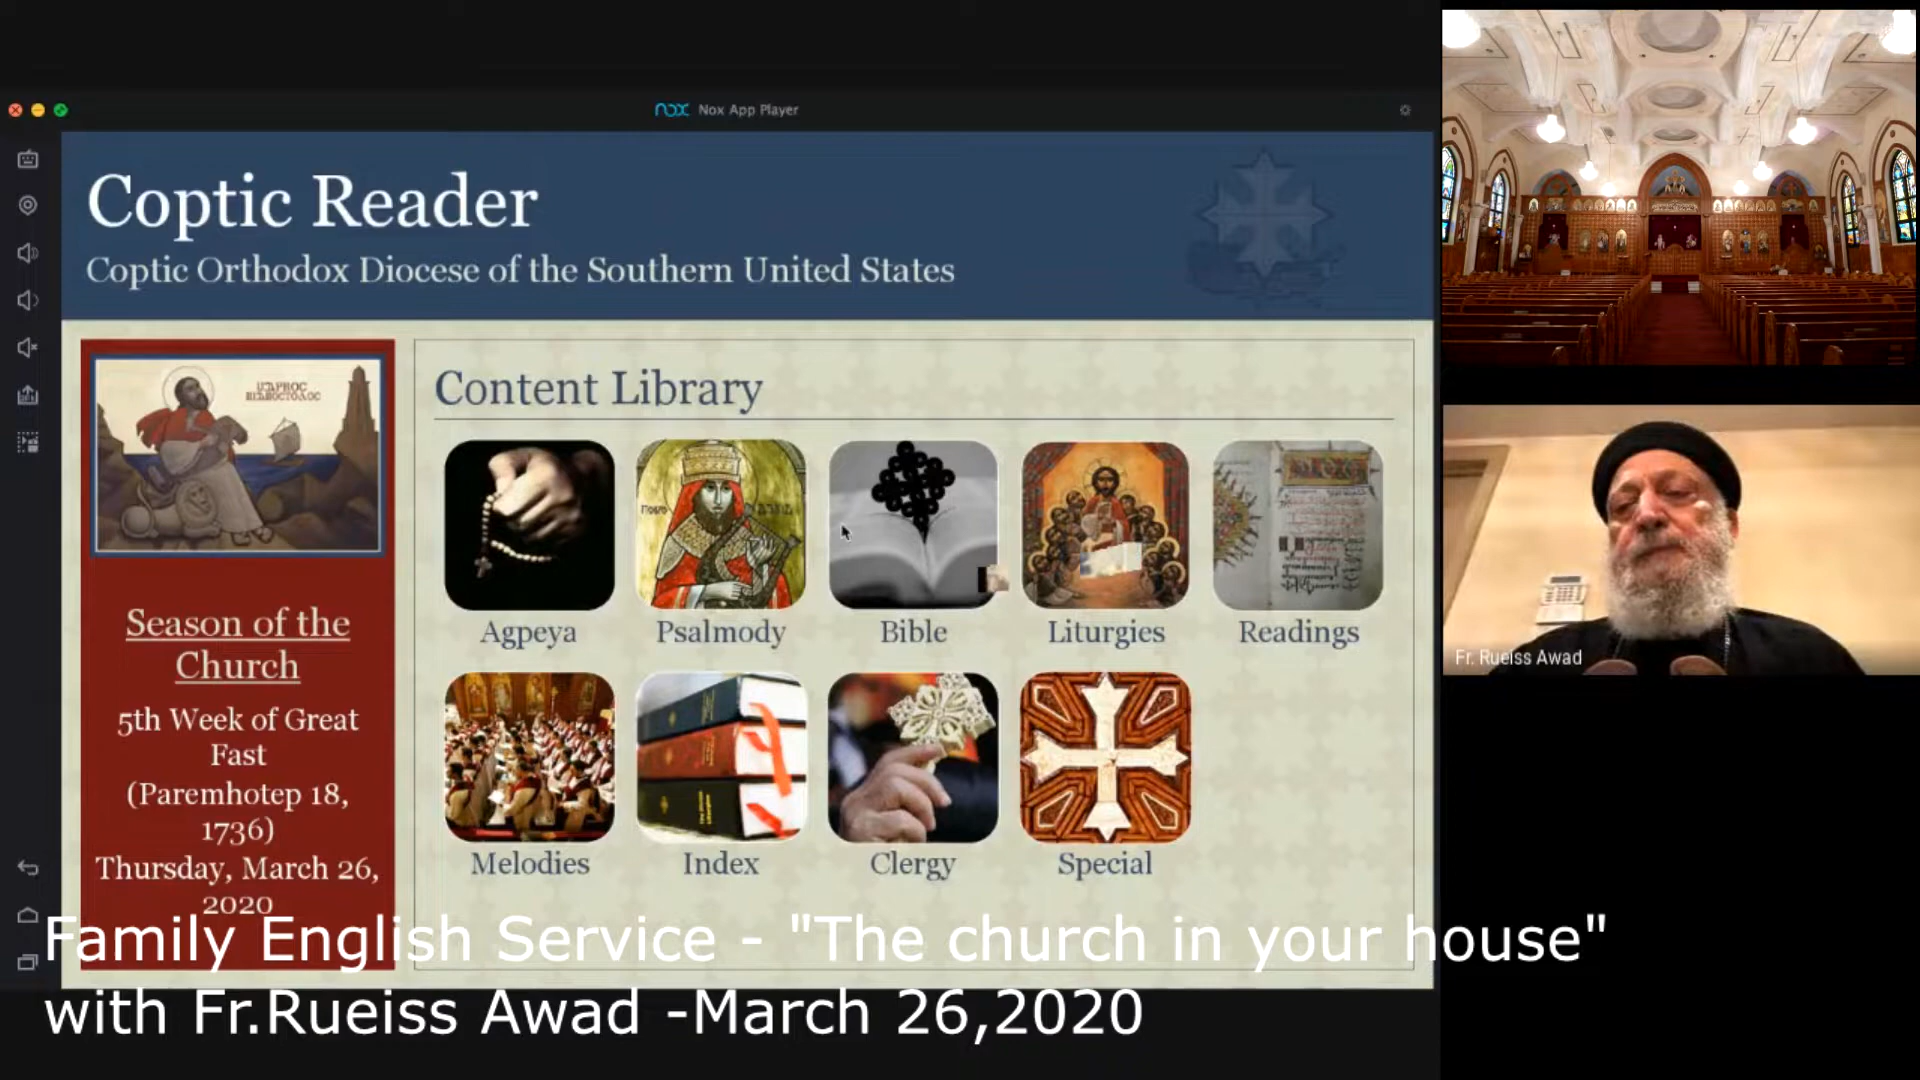 nox Nox App Player
Coptic Reader
Coptic Orthodox Diocese of the Southern United States
Season of the
Church
5th Week of Great
Fast
(Paremhotep 18,
1736)
Thursday, March 26,
2020
Content Library
Agpeya
Psalmody
Bible
Liturgies
Readings
Melodies
Index
Clergy
Special
Fr. Rueiss Awad
Family English Service - "The church in your house"
with Fr.Rueiss Awad -March 26,2020